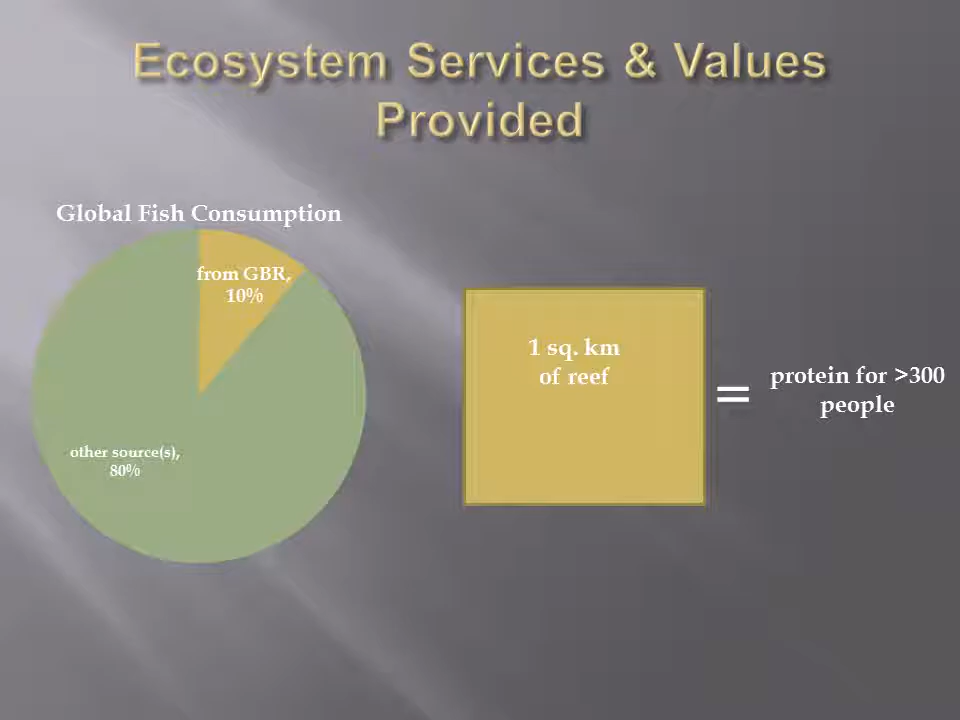 Ecosystem Services & Values
Provided
Global Fish Consumption
from GBR,
10%
other source(s),
80%
1 sq. km
of reef
=
protein for >300
people